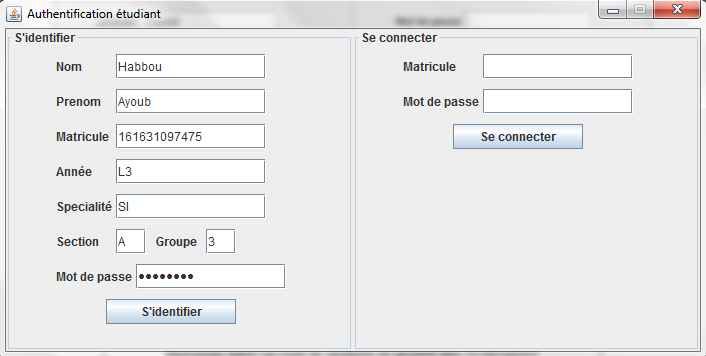 Authentification étudiant
S'identifier
Nom Habbou
Prenom Ayoub
Matricule 161631097475
Année L3
Specialité SI
Section A Groupe 3
Mot de passe ••••••••
S'identifier
Se connecter
Matricule
Mot de passe
Se connecter